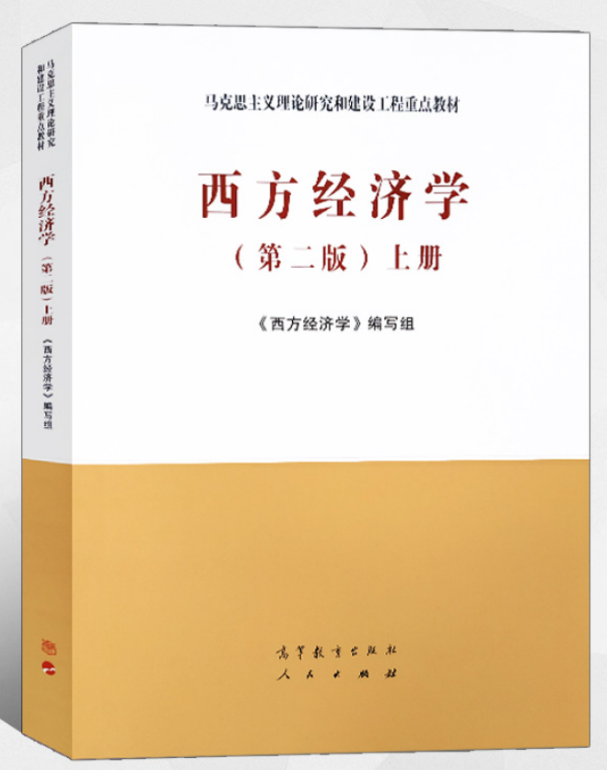 马克思主义理论研究和建设工程重点教材
西方经济学
（第二版）上册
《西方经济学》编写组
高等教育出版社
人民出版社
马克思主义理论研究
和建设工程重点教材
西方经济学
（第二版）上册
《西方经济学》编写组